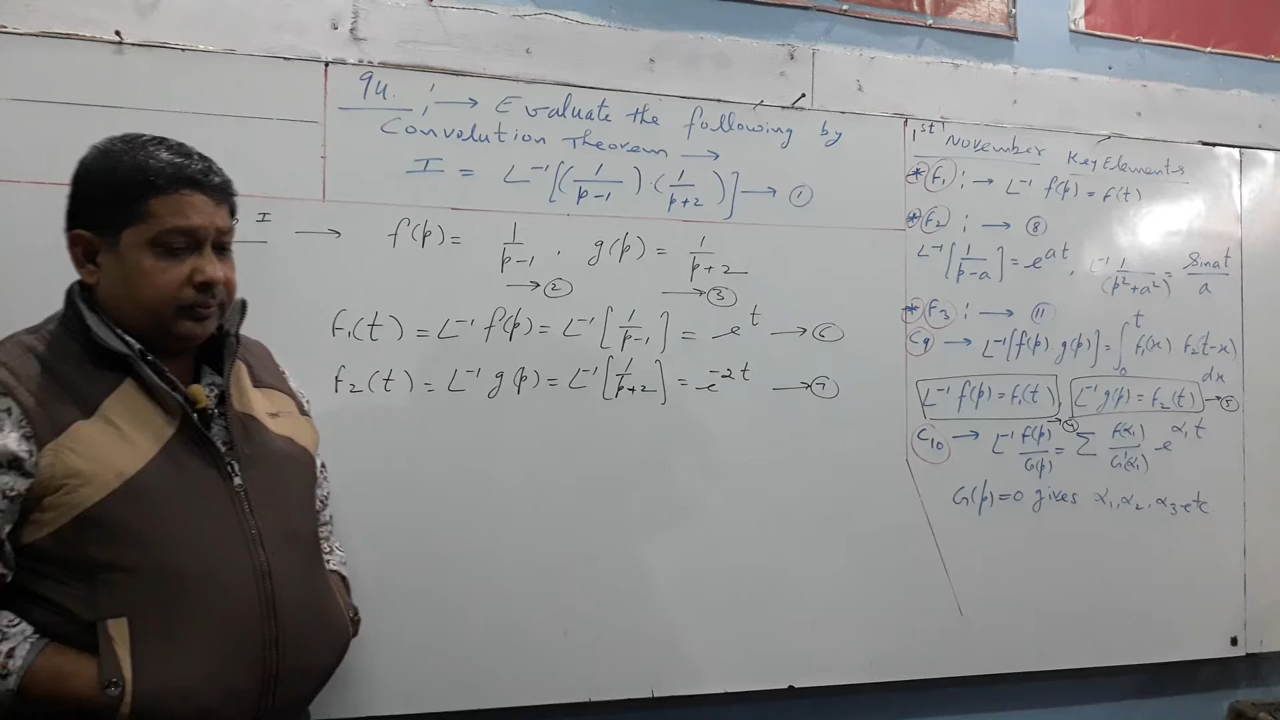 94. :→ Evaluate the following by
Convolution Theorem →
I = L⁻¹[(1/(p-1))·(1/(p+2))] → ①
I → f(p) = 1/(p-1), g(p) = 1/(p+2)
→ ② → ③
F₁(t) = L⁻¹ f(p) = L⁻¹[1/(p-1)] = e^t → ⑥
F₂(t) = L⁻¹ g(p) = L⁻¹[1/(p+2)] = e^(-2t) → ⑦
1st November Key Elements
*F₁ :→ L⁻¹ f(p) = F(t)
*F₂ :→ ⑧
L⁻¹[1/(p-a)] = e^(at), L⁻¹ 1/(p²+a²) = sin at/a
*F₃ :→ ⑪
C9 → L⁻¹[f(p) g(p)] = ∫₀^t F₁(x) F₂(t-x) dx
L⁻¹ f(p) = F₁(t) → ④, L⁻¹ g(p) = F₂(t) → ⑤
C10 → L⁻¹ F(p)/G(p) = Σ F(α₁)/G'(α₁) e^(α₁t)
G(p)=0 gives α₁, α₂, α₃ etc